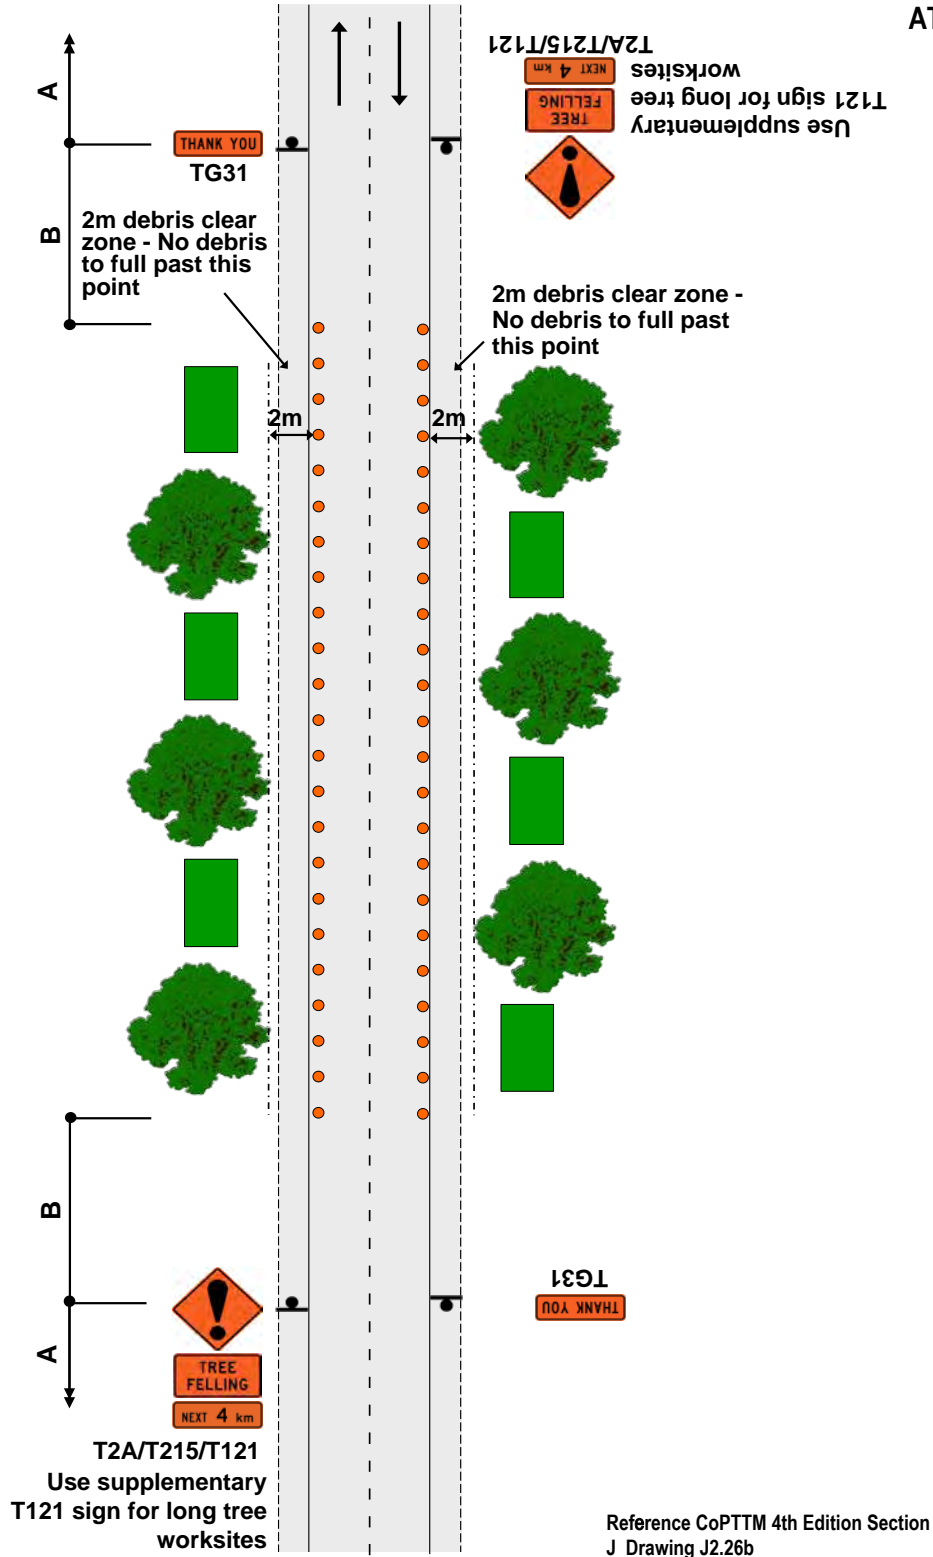 AT
T2A/T215/T121
NEXT 4 km
worksites
TREE
FELLING
T121 sign for long tree
Use supplementary
A
THANK YOU
TG31
B
2m debris clear
zone - No debris
to full past this
point
2m debris clear zone -
No debris to full past
this point
2m
2m
B
TG31
THANK YOU
A
TREE
FELLING
NEXT 4 km
T2A/T215/T121
Use supplementary
T121 sign for long tree
worksites
Reference CoPTTM 4th Edition Section
J Drawing J2.26b